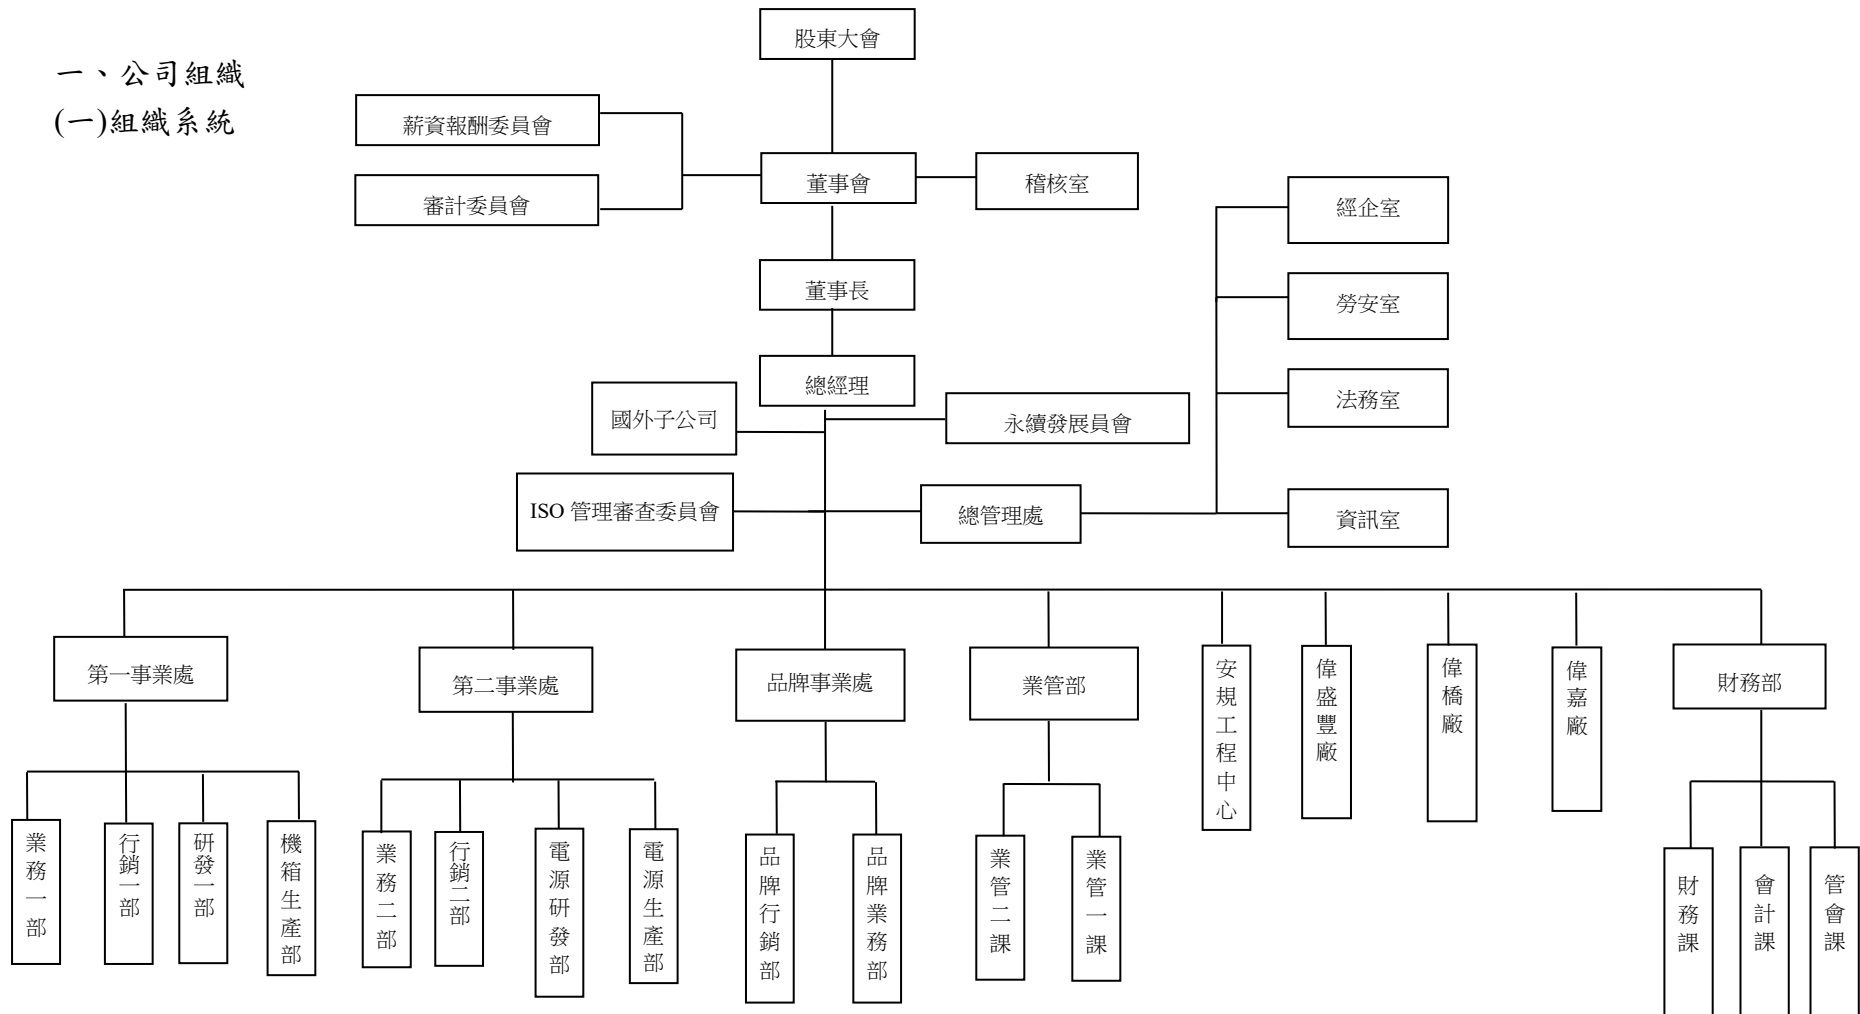 一、公司組織
(一)組織系統
股東大會
薪資報酬委員會
審計委員會
董事會
稽核室
董事長
總經理
國外子公司
永續發展員會
ISO 管理審查委員會
總管理處
經企室
勞安室
法務室
資訊室
第一事業處
第二事業處
品牌事業處
業管部
安規工程中心
偉盛豐廠
偉橋廠
偉嘉廠
財務部
業務一部
行銷一部
研發一部
機箱生產部
業務二部
行銷二部
電源研發部
電源生產部
品牌行銷部
品牌業務部
業管二課
業管一課
財務課
會計課
管會課